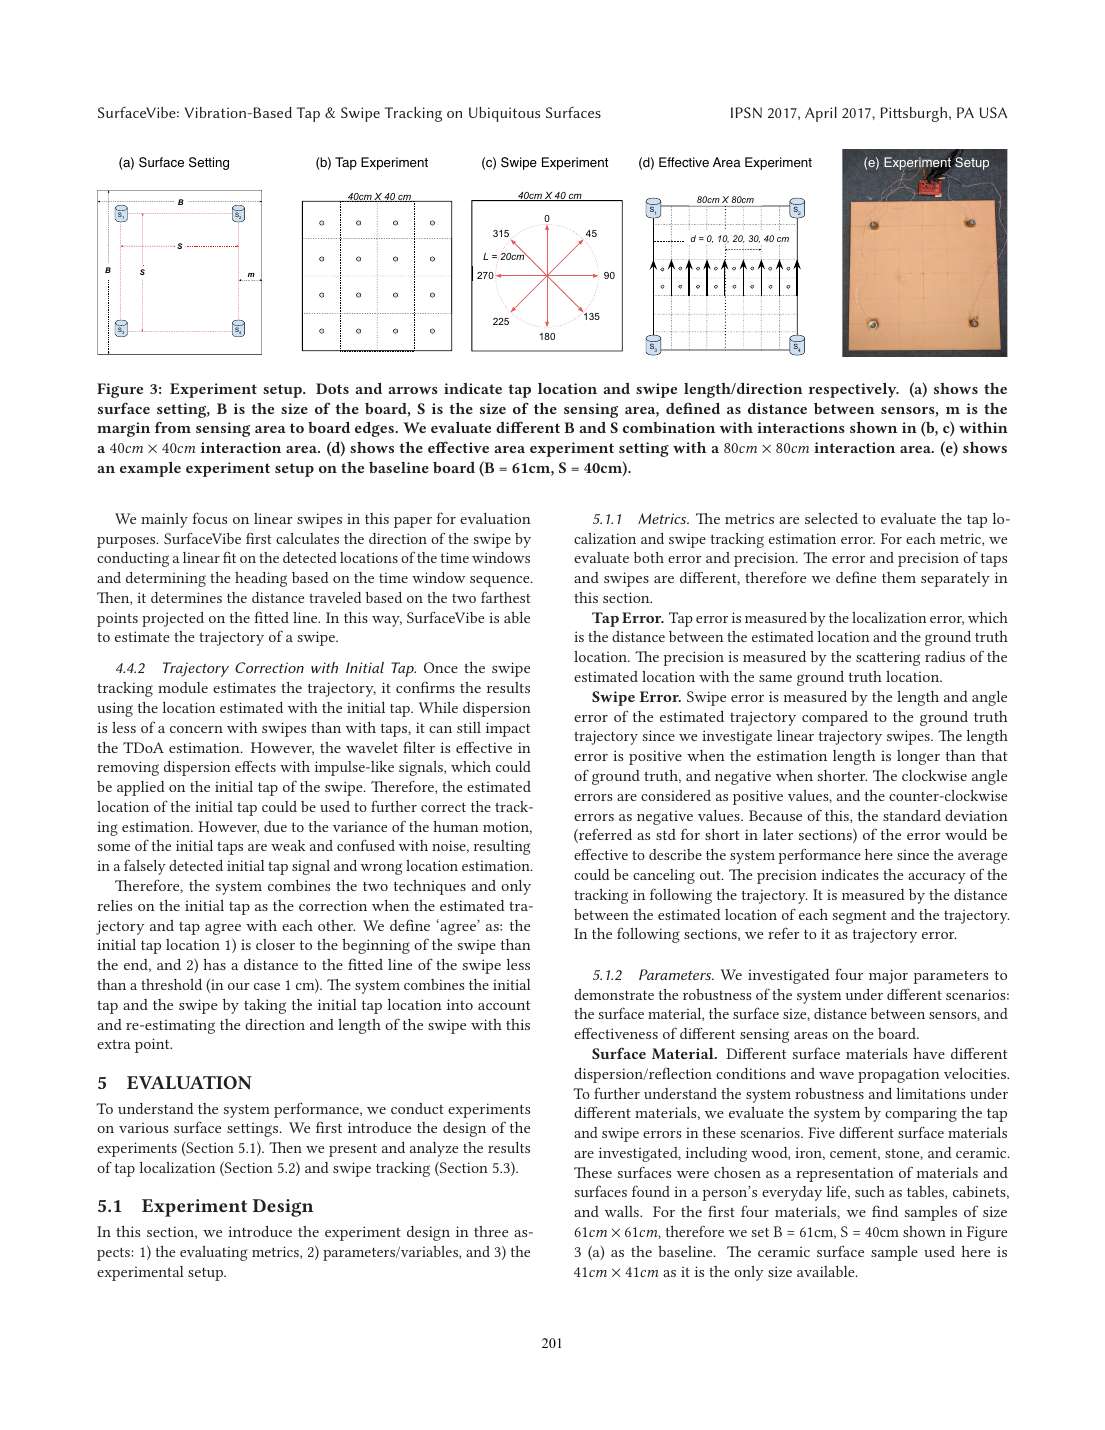 SurfaceVibe: Vibration-Based Tap & Swipe Tracking on Ubiquitous Surfaces
IPSN 2017, April 2017, Pittsburgh, PA USA
(a) Surface Setting
B
S₁
S₂
S
B
S
m
S₃
S₄
(b) Tap Experiment
40cm X 40 cm
(c) Swipe Experiment
40cm X 40 cm
0
315
45
L = 20cm
270
90
225
135
180
(d) Effective Area Experiment
80cm X 80cm
S₁
S₂
d = 0, 10, 20, 30, 40 cm
S₃
S₄
(e) Experiment Setup
Figure 3: Experiment setup. Dots and arrows indicate tap location and swipe length/direction respectively. (a) shows the
surface setting, B is the size of the board, S is the size of the sensing area, defined as distance between sensors, m is the
margin from sensing area to board edges. We evaluate different B and S combination with interactions shown in (b, c) within
a 40cm × 40cm interaction area. (d) shows the effective area experiment setting with a 80cm × 80cm interaction area. (e) shows
an example experiment setup on the baseline board (B = 61cm, S = 40cm).
We mainly focus on linear swipes in this paper for evaluation
purposes. SurfaceVibe first calculates the direction of the swipe by
conducting a linear fit on the detected locations of the time windows
and determining the heading based on the time window sequence.
Then, it determines the distance traveled based on the two farthest
points projected on the fitted line. In this way, SurfaceVibe is able
to estimate the trajectory of a swipe.
4.4.2 Trajectory Correction with Initial Tap. Once the swipe
tracking module estimates the trajectory, it confirms the results
using the location estimated with the initial tap. While dispersion
is less of a concern with swipes than with taps, it can still impact
the TDoA estimation. However, the wavelet filter is effective in
removing dispersion effects with impulse-like signals, which could
be applied on the initial tap of the swipe. Therefore, the estimated
location of the initial tap could be used to further correct the track-
ing estimation. However, due to the variance of the human motion,
some of the initial taps are weak and confused with noise, resulting
in a falsely detected initial tap signal and wrong location estimation.
Therefore, the system combines the two techniques and only
relies on the initial tap as the correction when the estimated tra-
jectory and tap agree with each other. We define ‘agree’ as: the
initial tap location 1) is closer to the beginning of the swipe than
the end, and 2) has a distance to the fitted line of the swipe less
than a threshold (in our case 1 cm). The system combines the initial
tap and the swipe by taking the initial tap location into account
and re-estimating the direction and length of the swipe with this
extra point.
5 EVALUATION
To understand the system performance, we conduct experiments
on various surface settings. We first introduce the design of the
experiments (Section 5.1). Then we present and analyze the results
of tap localization (Section 5.2) and swipe tracking (Section 5.3).
5.1 Experiment Design
In this section, we introduce the experiment design in three as-
pects: 1) the evaluating metrics, 2) parameters/variables, and 3) the
experimental setup.
5.1.1 Metrics. The metrics are selected to evaluate the tap lo-
calization and swipe tracking estimation error. For each metric, we
evaluate both error and precision. The error and precision of taps
and swipes are different, therefore we define them separately in
this section.
Tap Error. Tap error is measured by the localization error, which
is the distance between the estimated location and the ground truth
location. The precision is measured by the scattering radius of the
estimated location with the same ground truth location.
Swipe Error. Swipe error is measured by the length and angle
error of the estimated trajectory compared to the ground truth
trajectory since we investigate linear trajectory swipes. The length
error is positive when the estimation length is longer than that
of ground truth, and negative when shorter. The clockwise angle
errors are considered as positive values, and the counter-clockwise
errors as negative values. Because of this, the standard deviation
(referred as std for short in later sections) of the error would be
effective to describe the system performance here since the average
could be canceling out. The precision indicates the accuracy of the
tracking in following the trajectory. It is measured by the distance
between the estimated location of each segment and the trajectory.
In the following sections, we refer to it as trajectory error.
5.1.2 Parameters. We investigated four major parameters to
demonstrate the robustness of the system under different scenarios:
the surface material, the surface size, distance between sensors, and
effectiveness of different sensing areas on the board.
Surface Material. Different surface materials have different
dispersion/reflection conditions and wave propagation velocities.
To further understand the system robustness and limitations under
different materials, we evaluate the system by comparing the tap
and swipe errors in these scenarios. Five different surface materials
are investigated, including wood, iron, cement, stone, and ceramic.
These surfaces were chosen as a representation of materials and
surfaces found in a person’s everyday life, such as tables, cabinets,
and walls. For the first four materials, we find samples of size
61cm × 61cm, therefore we set B = 61cm, S = 40cm shown in Figure
3 (a) as the baseline. The ceramic surface sample used here is
41cm × 41cm as it is the only size available.
201